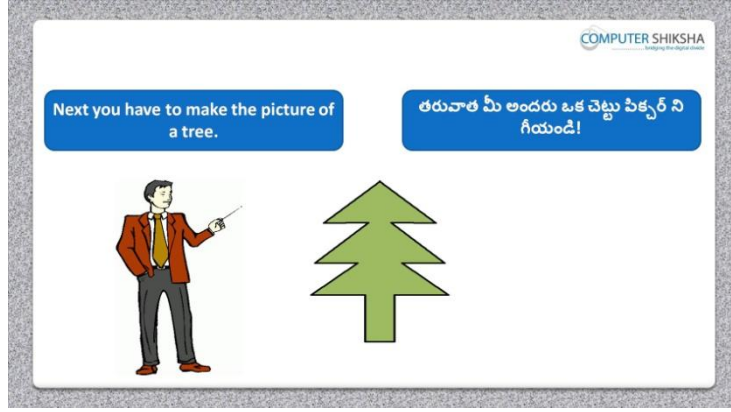 COMPUTER SHIKSHA
bridging the digital divide
Next you have to make the picture of
a tree.
తరువాత మీ అందరు ఒక చెట్టు పిక్చర్ ని
గీయండి!